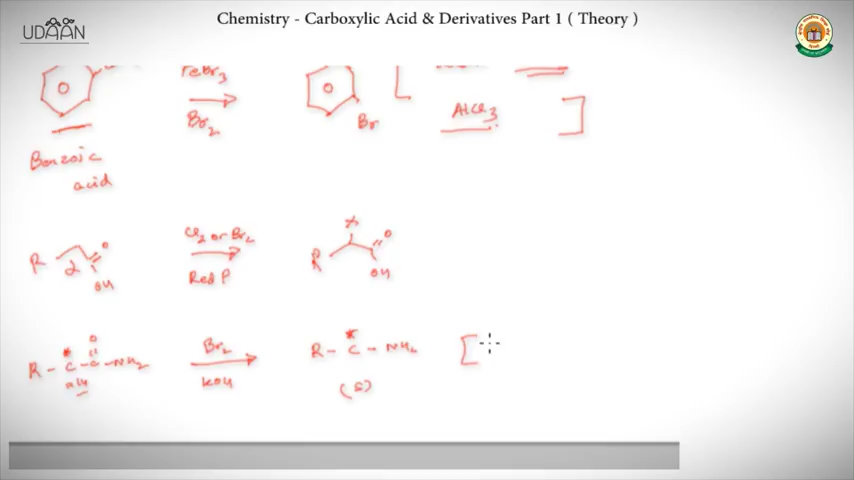 Chemistry - Carboxylic Acid & Derivatives Part 1 ( Theory )
UDAAN
FeBr3
Br2
Br
AlCl3
Benzoic
acid
R
α
O
OH
Cl2 or Br2
Red P
X
R
O
OH
R - C - C - NH2
O
*
Br2
KOH
*
R - C - NH2
(S)
[